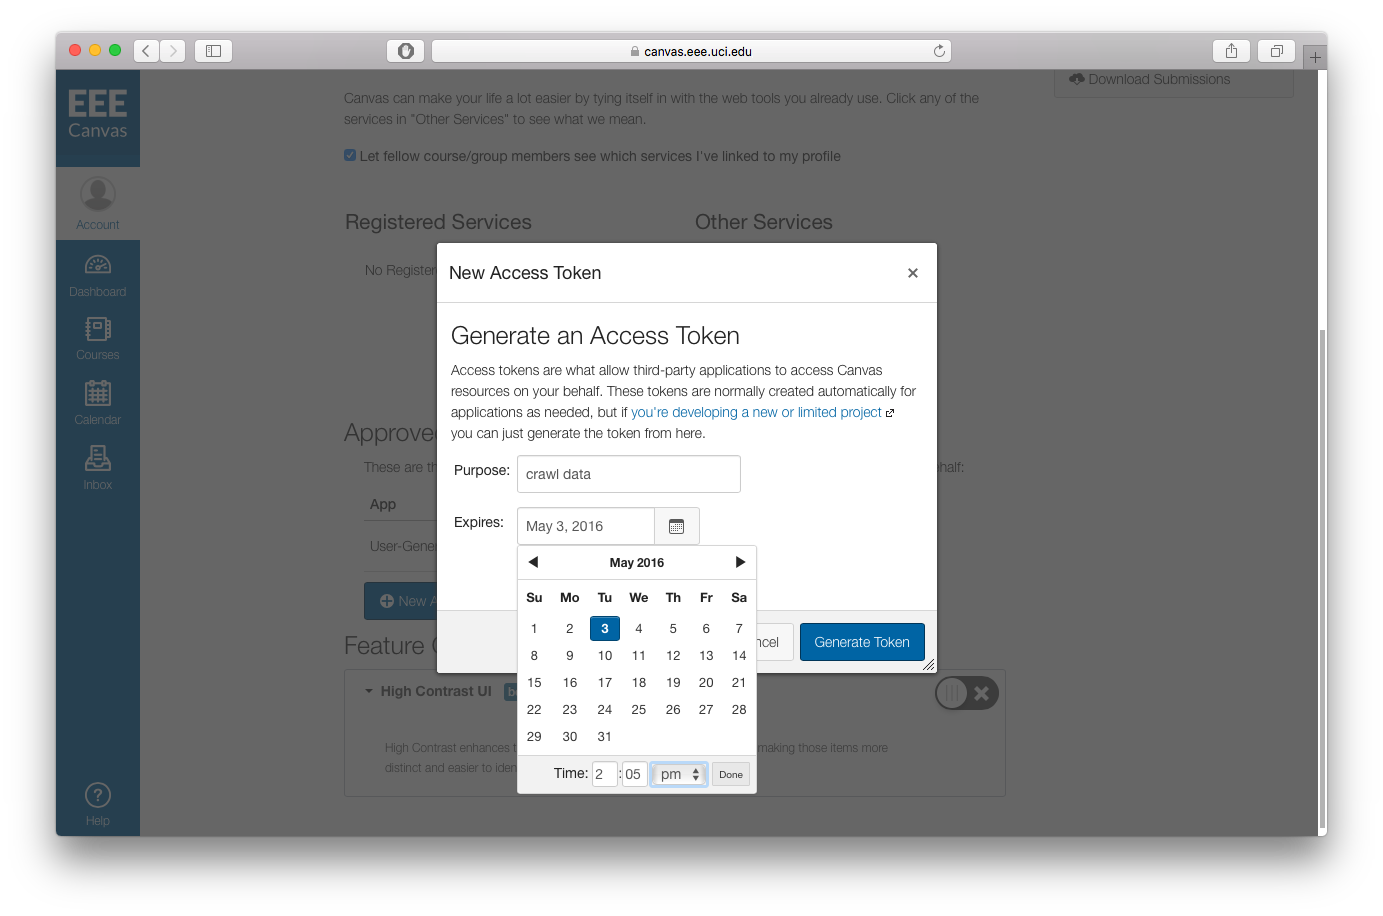 canvas.eee.uci.edu
EEE
Canvas
Account
Dashboard
Courses
Calendar
Inbox
Help
Download Submissions
Canvas can make your life a lot easier by tying itself in with the web tools you already use. Click any of the
services in "Other Services" to see what we mean.
Let fellow course/group members see which services I've linked to my profile
Registered Services
Other Services
No Register
New Access Token
×
Generate an Access Token
Access tokens are what allow third-party applications to access Canvas
resources on your behalf. These tokens are normally created automatically for
applications as needed, but if you're developing a new or limited project
you can just generate the token from here.
Purpose: crawl data
Expires: May 3, 2016
May 2016
Su Mo Tu We Th Fr Sa
1 2 3 4 5 6 7
8 9 10 11 12 13 14
15 16 17 18 19 20 21
22 23 24 25 26 27 28
29 30 31
Time: 2 : 05 pm Done
ncel
Generate Token
Approve
These are th
half:
App
User-Gene
New A
Feature
High Contrast UI
High Contrast enhances t
making those items more
distinct and easier to iden